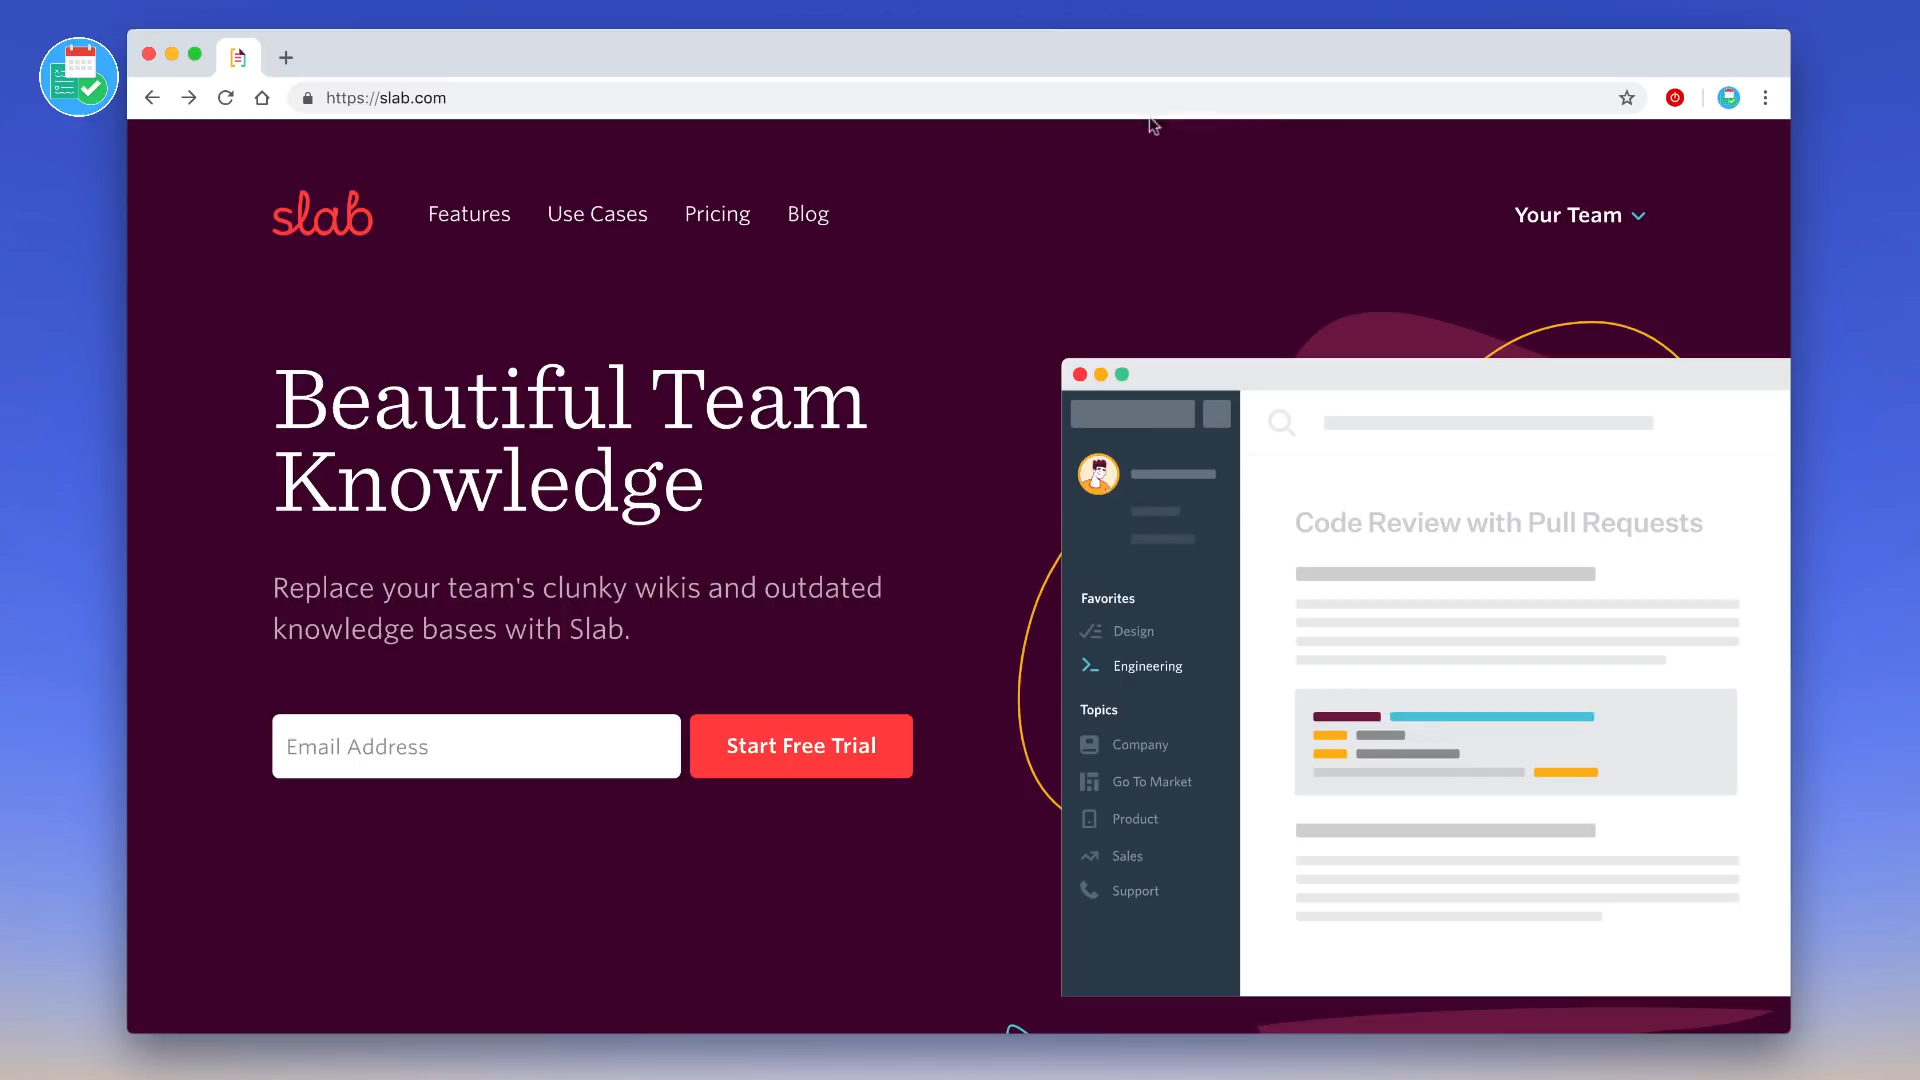 https://slab.com
slab
Features
Use Cases
Pricing
Blog
Your Team
Beautiful Team
Knowledge
Replace your team's clunky wikis and outdated
knowledge bases with Slab.
Email Address
Start Free Trial
Code Review with Pull Requests
Favorites
Design
Engineering
Topics
Company
Go To Market
Product
Sales
Support